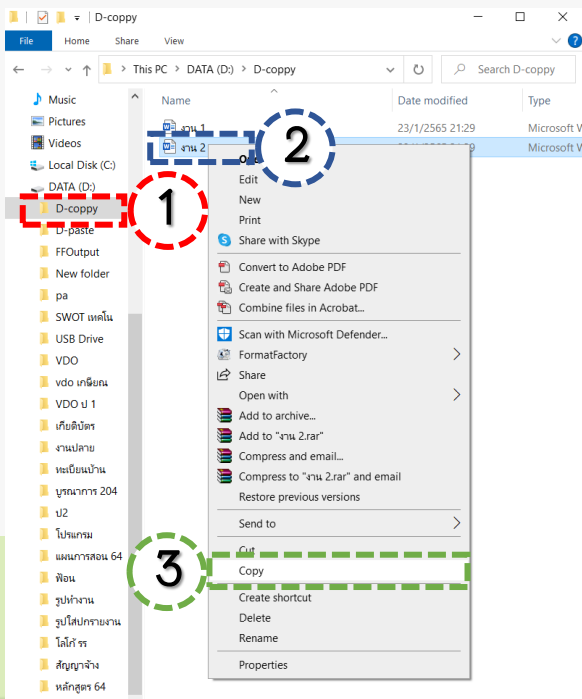 D-coppy
File Home Share View
This PC > DATA (D:) > D-coppy
Search D-coppy
Name Date modified Type
Music
Pictures
Videos
Local Disk (C:)
DATA (D:)
D-coppy
D-paste
FFOutput
New folder
pa
SWOT เทคโน
USB Drive
VDO
vdo เกษียณ
VDO ป 1
เกียติบัตร
งานปลาย
ทะเบียนบ้าน
บูรณาการ 204
ป2
โปรแกรม
แผนการสอน 64
ฟ้อน
รูปทำงาน
รูปใส่ปกรายงาน
โลโก้ รร
สัญญาจ้าง
หลักสูตร 64
งาน 1 23/1/2565 21:29 Microsoft W
งาน 2 Microsoft W
1
2
3
Edit
New
Print
Share with Skype
Convert to Adobe PDF
Create and Share Adobe PDF
Combine files in Acrobat...
Scan with Microsoft Defender...
FormatFactory
Share
Open with
Add to archive...
Add to "งาน 2.rar"
Compress and email...
Compress to "งาน 2.rar" and email
Restore previous versions
Send to
Cut
Copy
Create shortcut
Delete
Rename
Properties